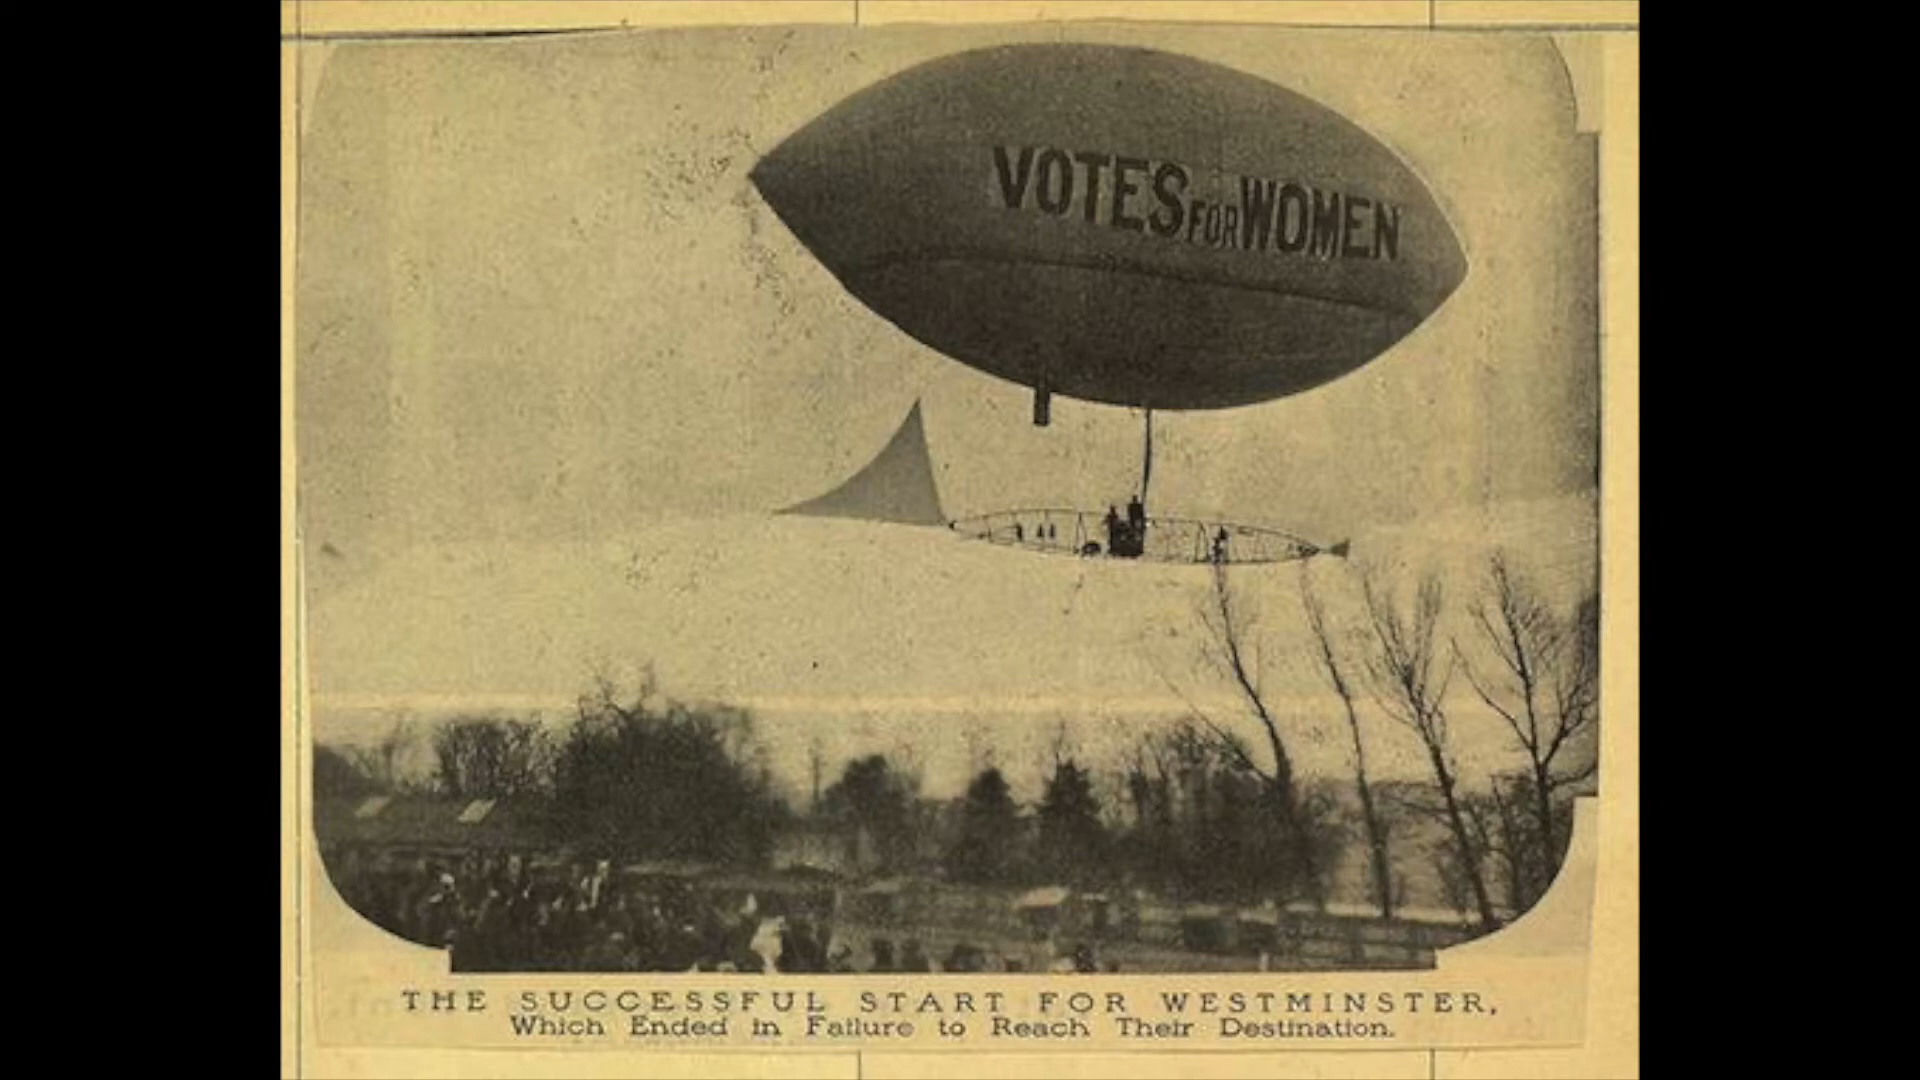 VOTES FOR WOMEN
THE SUCCESSFUL START FOR WESTMINSTER,
Which Ended in Failure to Reach Their Destination.